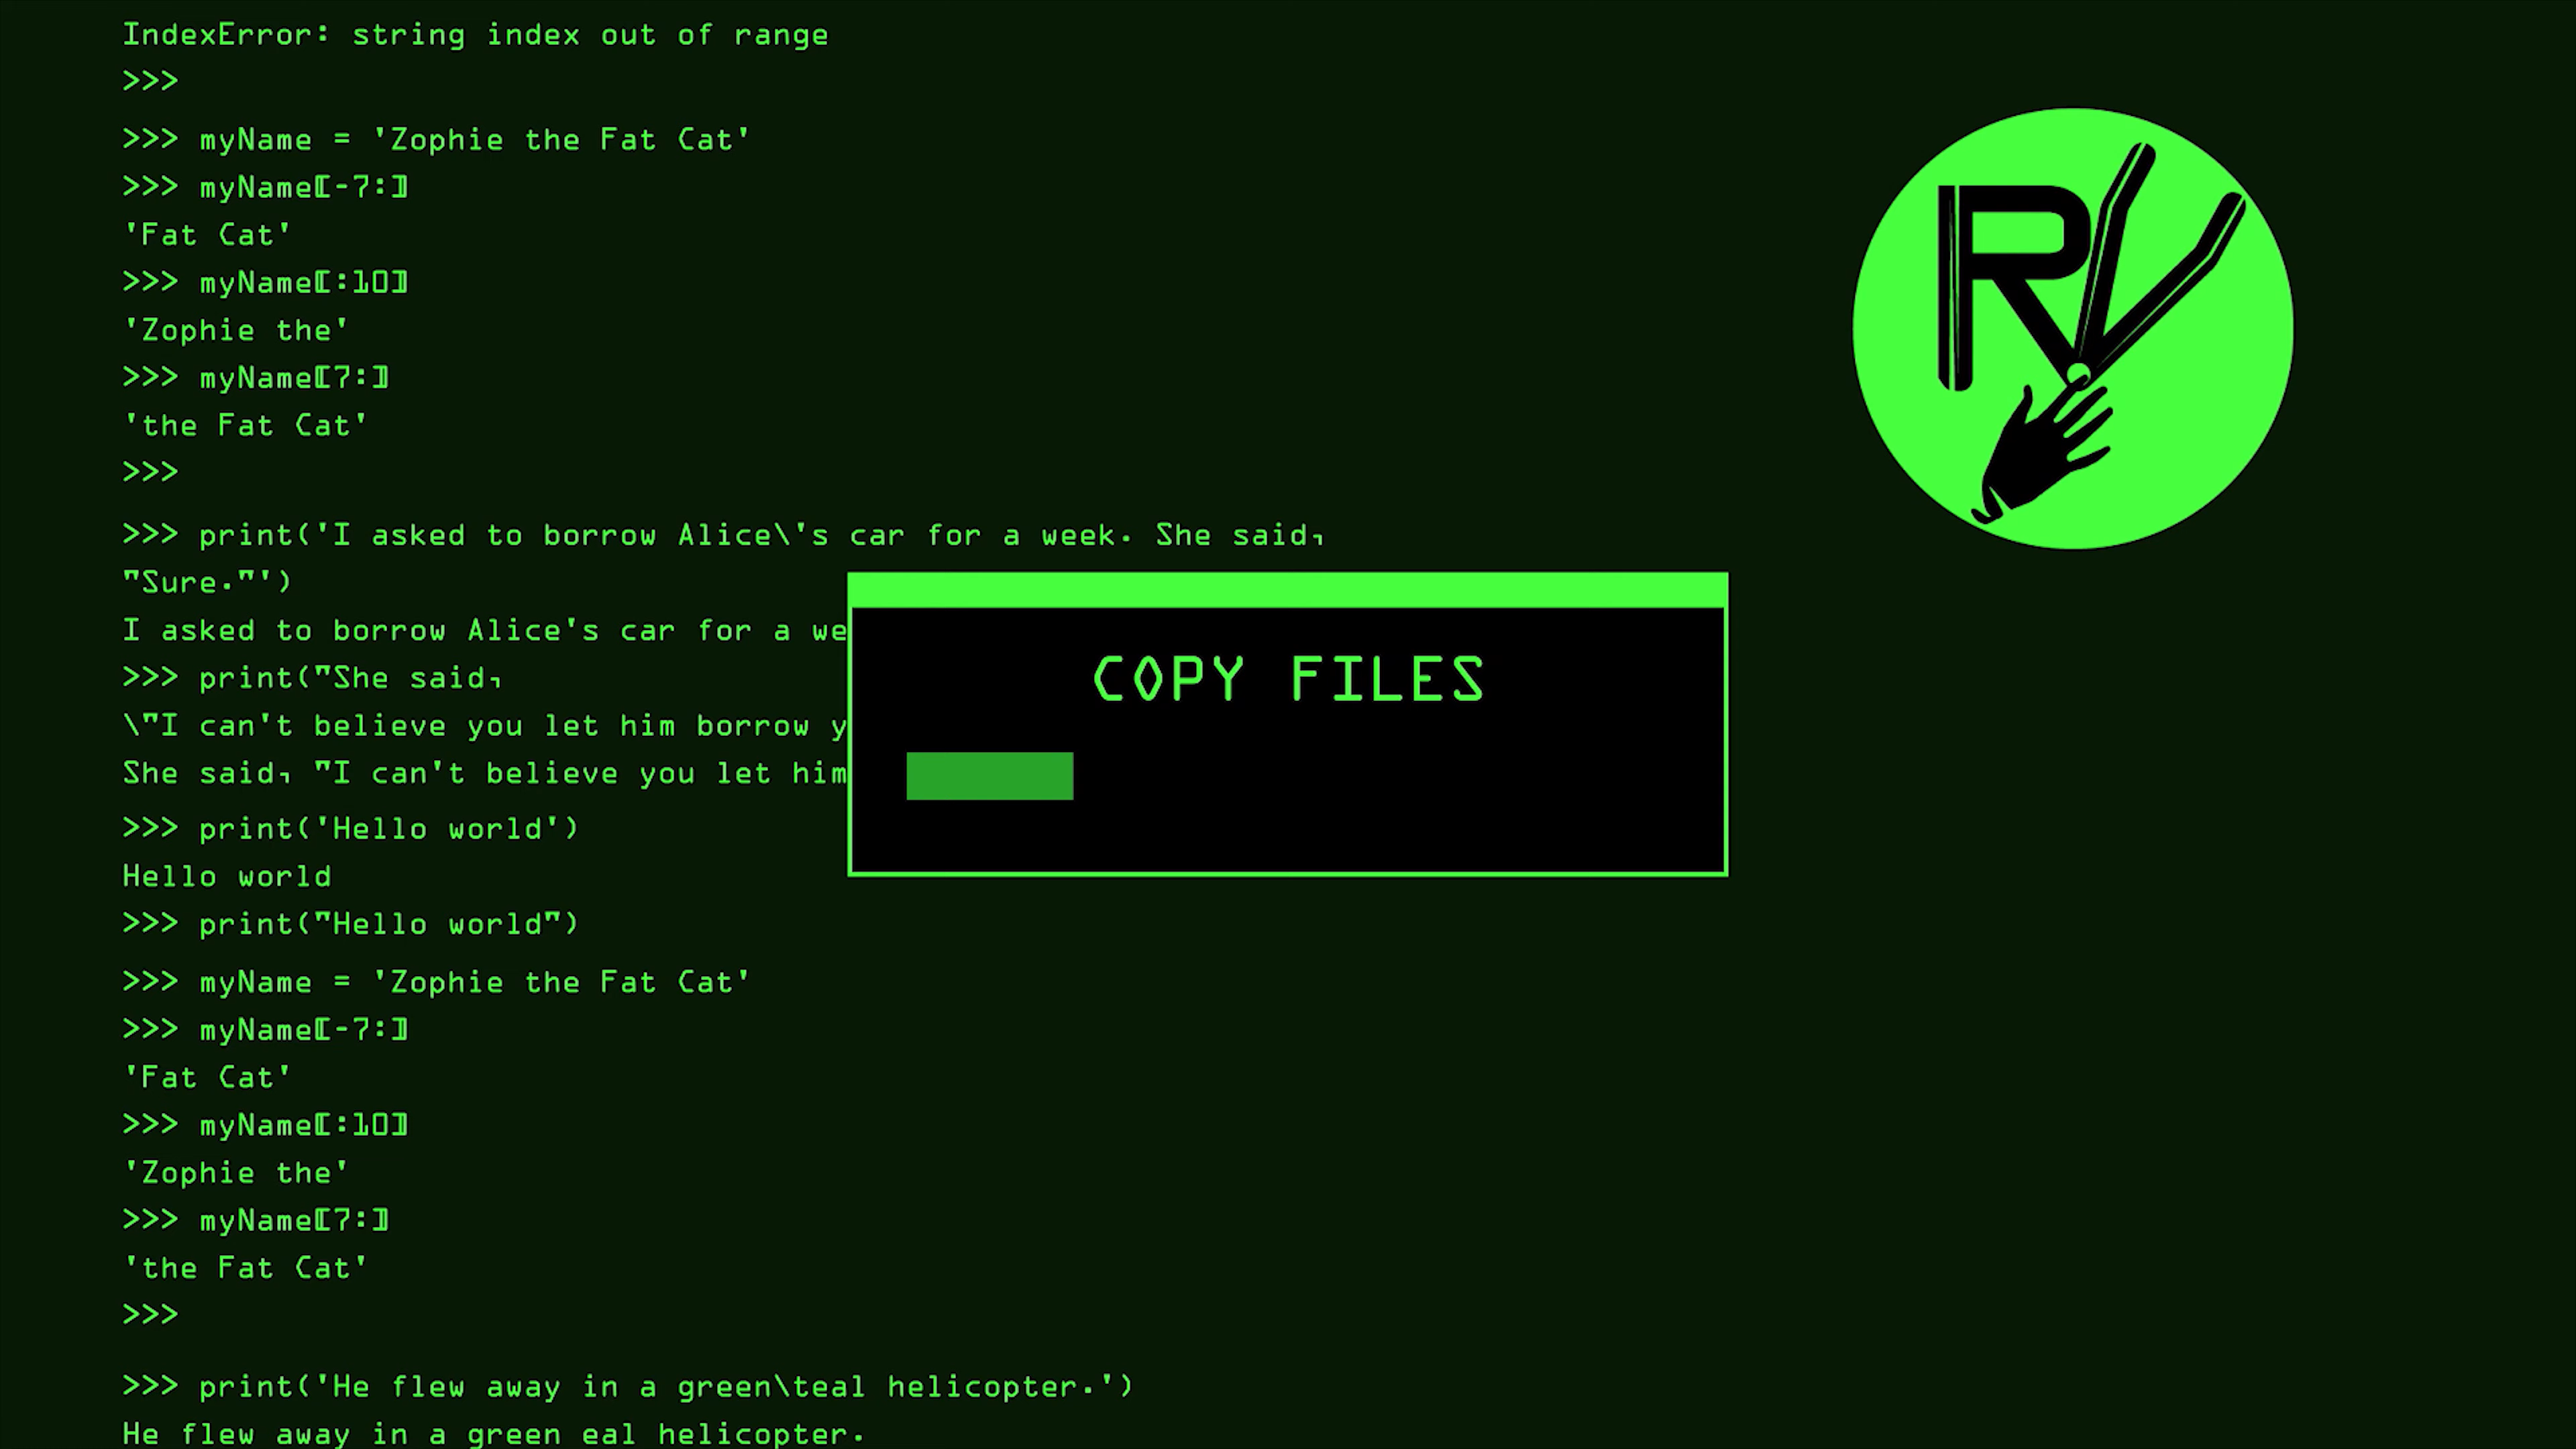 IndexError: string index out of range
>>>
>>> myName = 'Zophie the Fat Cat'
>>> myName[-7:]
'Fat Cat'
>>> myName[:10]
'Zophie the'
>>> myName[7:]
'the Fat Cat'
>>>
>>> print('I asked to borrow Alice\'s car for a week. She said,
"Sure."')
I asked to borrow Alice's car for a we
>>> print("She said,
\"I can't believe you let him borrow y
She said, "I can't believe you let him
>>> print('Hello world')
Hello world
>>> print("Hello world")
>>> myName = 'Zophie the Fat Cat'
>>> myName[-7:]
'Fat Cat'
>>> myName[:10]
'Zophie the'
>>> myName[7:]
'the Fat Cat'
>>>
>>> print('He flew away in a green\teal helicopter.')
He flew away in a green eal helicopter.
COPY FILES
RV